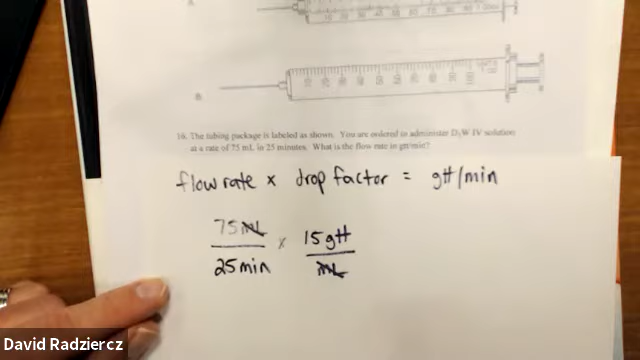 B
16. The tubing package is labeled as shown. You are ordered to administer D5W IV solution
at a rate of 75 mL in 25 minutes. What is the flow rate in gtt/min?
flow rate x drop factor = gtt/min
75 mL x 15 gtt
25 min mL
David Radziercz